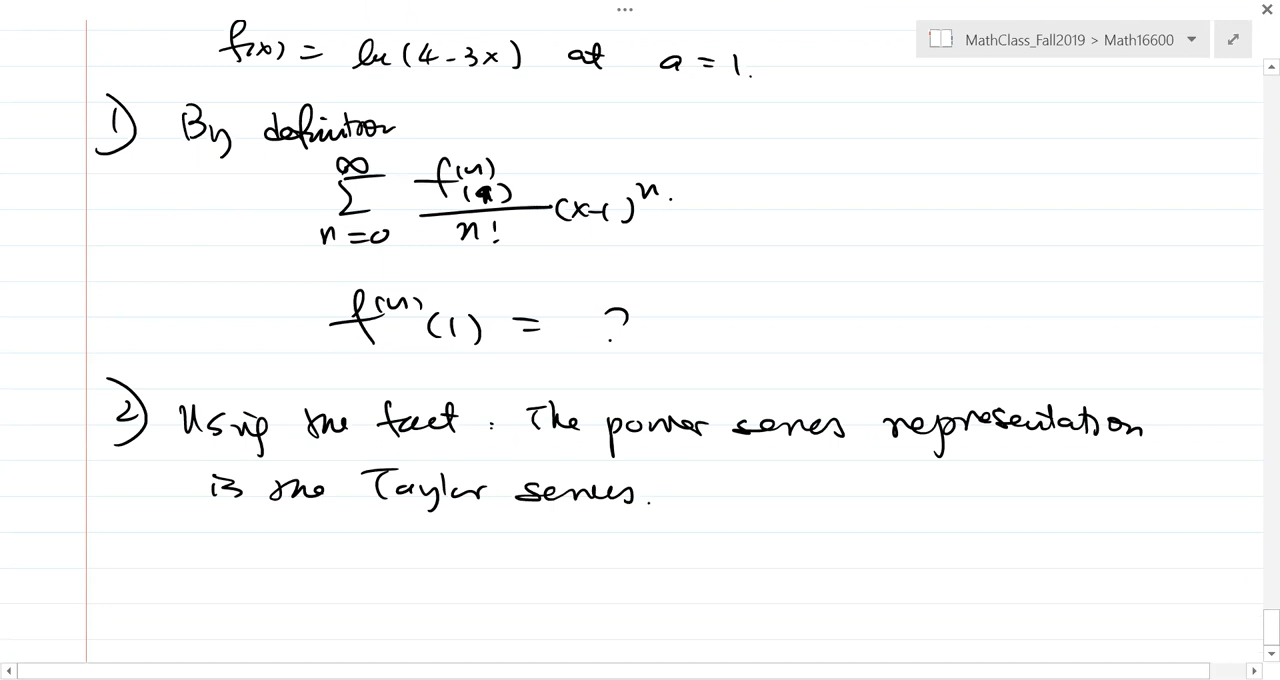 MathClass_Fall2019 > Math16600
f(x) = ln(4-3x) at a = 1.
1) By definition
∞
∑ f^(n)(a)/n! (x-1)^n.
n=0
f^(n)(1) = ?
2) Using the fact: The power series representation
is the Taylor series.